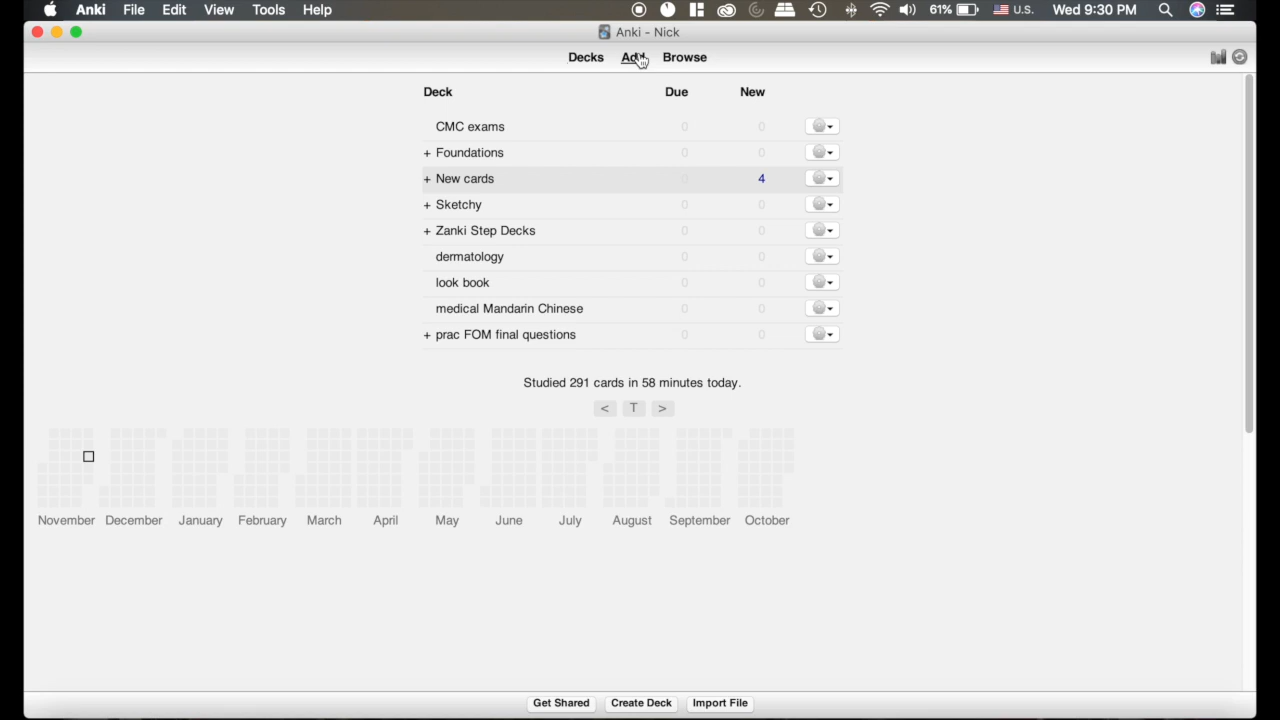 Anki File Edit View Tools Help 61% U.S. Wed 9:30 PM
Anki - Nick
Decks Add Browse
Deck Due New
CMC exams 0 0
+ Foundations 0 0
+ New cards 0 4
+ Sketchy 0 0
+ Zanki Step Decks 0 0
dermatology 0 0
look book 0 0
medical Mandarin Chinese 0 0
+ prac FOM final questions 0 0
Studied 291 cards in 58 minutes today.
< T >
November December January February March April May June July August September October
Get Shared Create Deck Import File